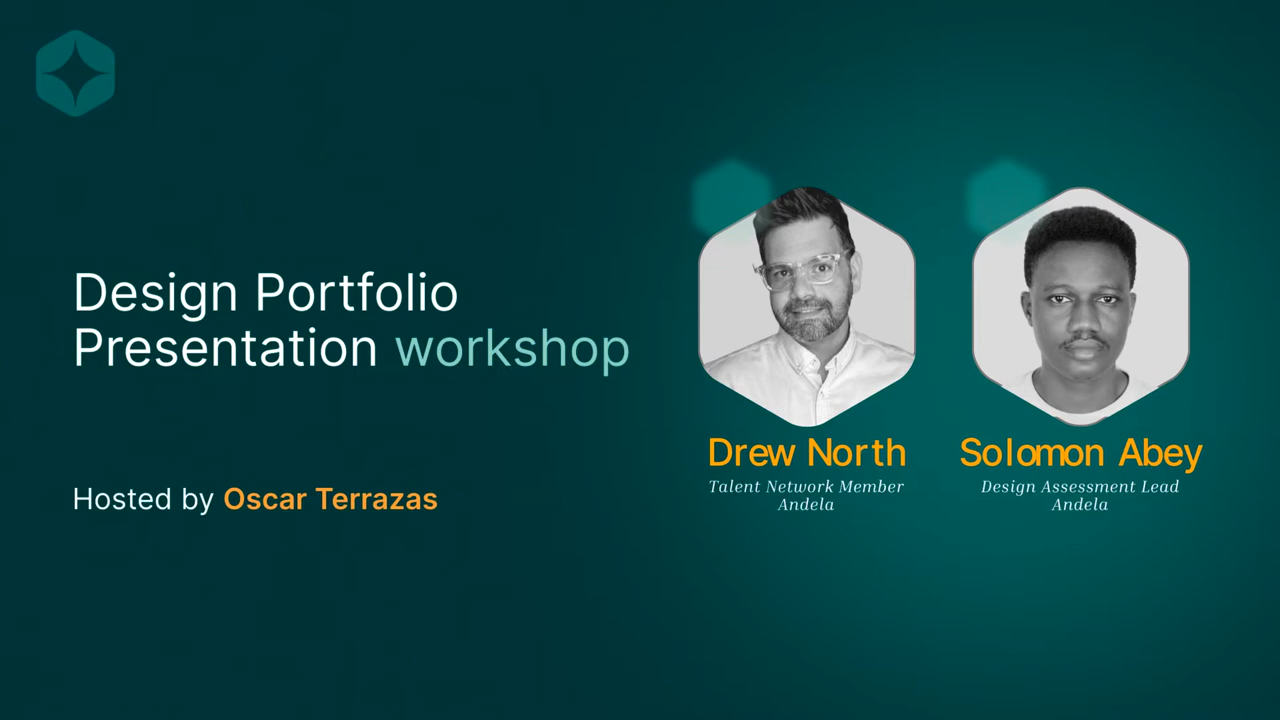 Design Portfolio
Presentation workshop
Hosted by Oscar Terrazas
Drew North
Talent Network Member
Andela
Solomon Abey
Design Assessment Lead
Andela